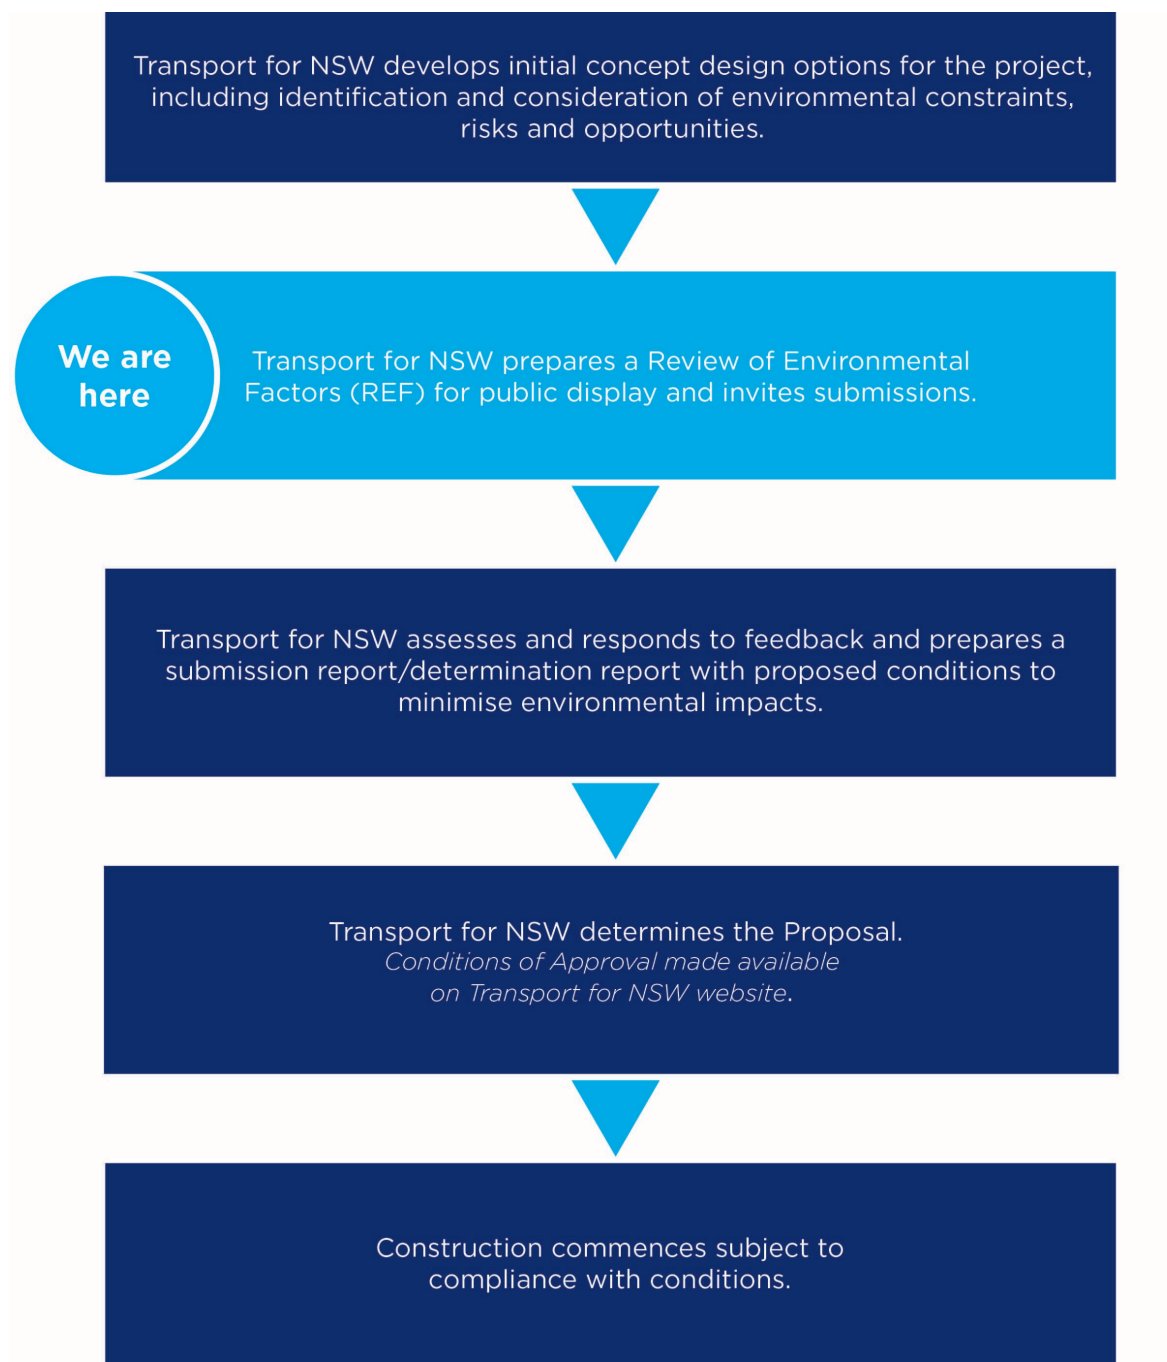 Transport for NSW develops initial concept design options for the project,
including identification and consideration of environmental constraints,
risks and opportunities.
We are
here
Transport for NSW prepares a Review of Environmental
Factors (REF) for public display and invites submissions.
Transport for NSW assesses and responds to feedback and prepares a
submission report/determination report with proposed conditions to
minimise environmental impacts.
Transport for NSW determines the Proposal.
Conditions of Approval made available
on Transport for NSW website.
Construction commences subject to
compliance with conditions.